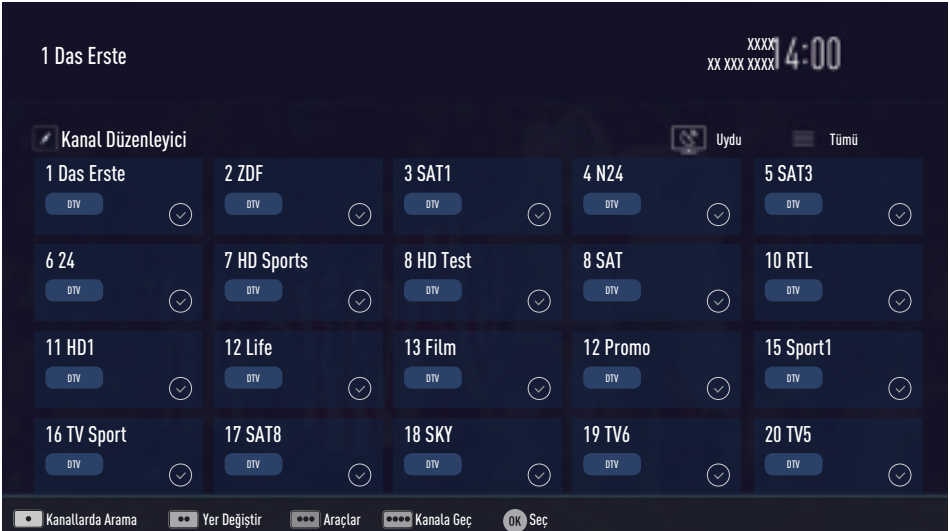 1 Das Erste
XXXX
XX XXX XXXX
14:00
Kanal Düzenleyici
Uydu
Tümü
1 Das Erste
DTV
2 ZDF
DTV
3 SAT1
DTV
4 N24
DTV
5 SAT3
DTV
6 24
DTV
7 HD Sports
DTV
8 HD Test
DTV
8 SAT
DTV
10 RTL
DTV
11 HD1
DTV
12 Life
DTV
13 Film
DTV
12 Promo
DTV
15 Sport1
DTV
16 TV Sport
DTV
17 SAT8
DTV
18 SKY
DTV
19 TV6
DTV
20 TV5
DTV
Kanallarda Arama
Yer Değiştir
Araçlar
Kanala Geç
OK Seç